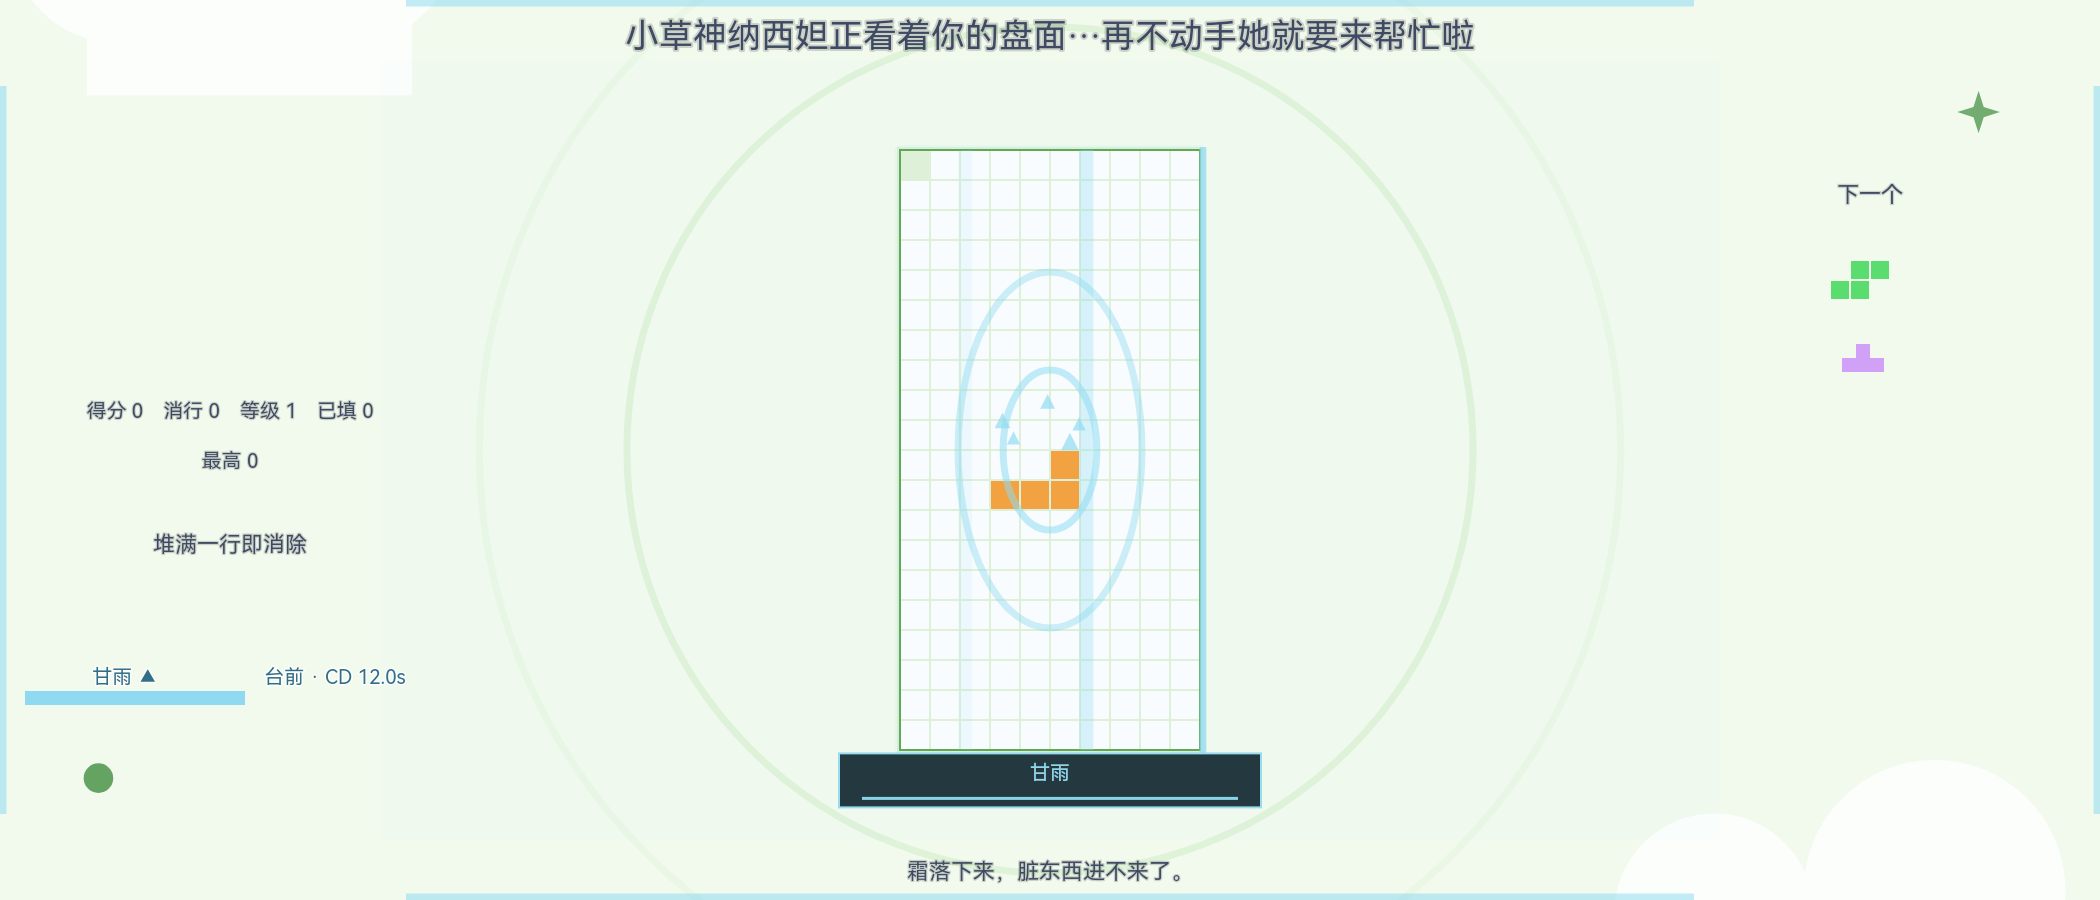 小草神纳西妲正看着你的盘面…再不动手她就要来帮忙啦
下一个
得分 0 消行 0 等级 1 已填 0
最高 0
堆满一行即消除
甘雨 ▲ 台前 · CD 12.0s
甘雨
霜落下来，脏东西进不来了。